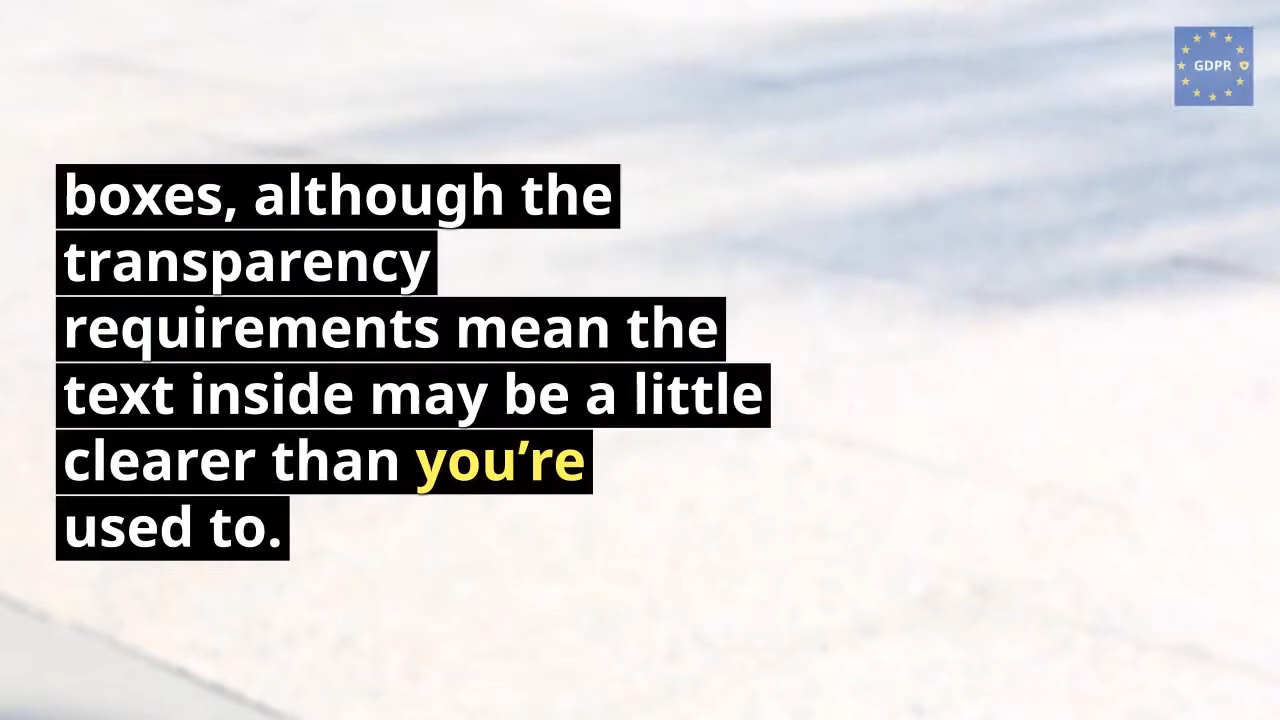 GDPR
boxes, although the
transparency
requirements mean the
text inside may be a little
clearer than you’re
used to.